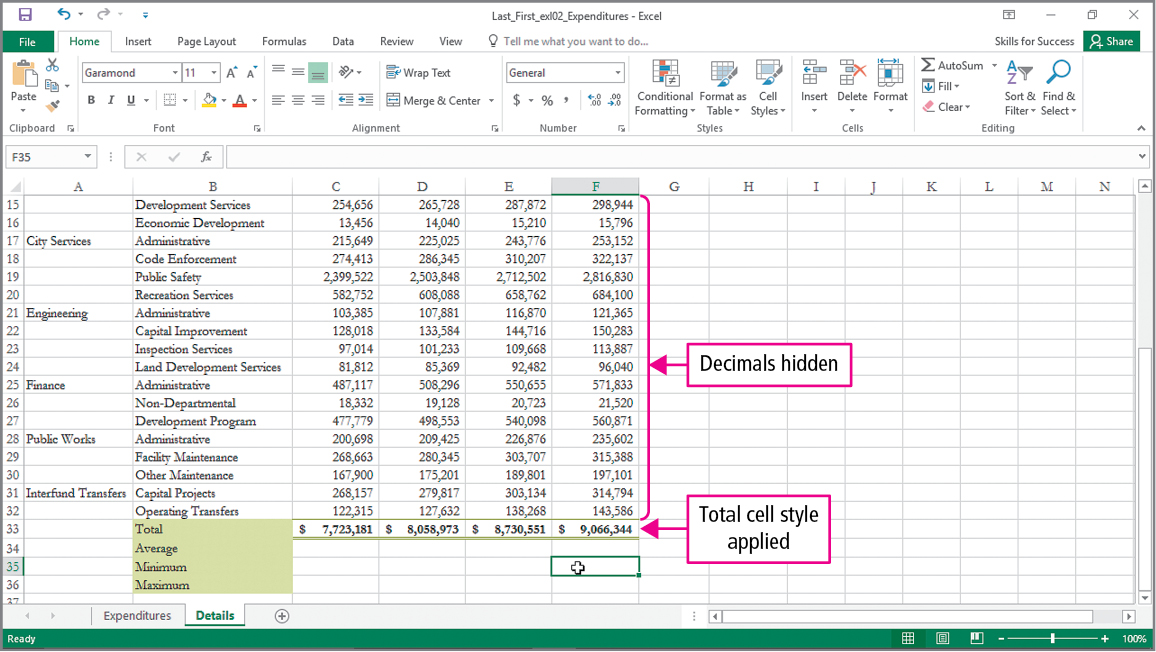 Last_First_exl02_Expenditures - Excel
File Home Insert Page Layout Formulas Data Review View Tell me what you want to do... Skills for Success Share
Paste
Clipboard
Garamond 11
B I U A
Font
Wrap Text
Merge & Center
Alignment
General
$ % ,
Number
Conditional Formatting
Format as Table
Cell Styles
Styles
Insert Delete Format
Cells
AutoSum
Fill
Clear
Sort & Filter
Find & Select
Editing
F35 fx
A B C D E F G H I J K L M N
15 Development Services 254,656 265,728 287,872 298,944
16 Economic Development 13,456 14,040 15,210 15,796
17 City Services Administrative 215,649 225,025 243,776 253,152
18 Code Enforcement 274,413 286,345 310,207 322,137
19 Public Safety 2,399,522 2,503,848 2,712,502 2,816,830
20 Recreation Services 582,752 608,088 658,762 684,100
21 Engineering Administrative 103,385 107,881 116,870 121,365
22 Capital Improvement 128,018 133,584 144,716 150,283
23 Inspection Services 97,014 101,233 109,668 113,887
24 Land Development Services 81,812 85,369 92,482 96,040
25 Finance Administrative 487,117 508,296 550,655 571,833
26 Non-Departmental 18,332 19,128 20,723 21,520
27 Development Program 477,779 498,553 540,098 560,871
28 Public Works Administrative 200,698 209,425 226,876 235,602
29 Facility Maintenance 268,663 280,345 303,707 315,388
30 Other Maintenance 167,900 175,201 189,801 197,101
31 Interfund Transfers Capital Projects 268,157 279,817 303,134 314,794
32 Operating Transfers 122,315 127,632 138,268 143,586
33 Total $ 7,723,181 $ 8,058,973 $ 8,730,551 $ 9,066,344
34 Average
35 Minimum
36 Maximum
37
Decimals hidden
Total cell style
applied
Expenditures Details
Ready 100%